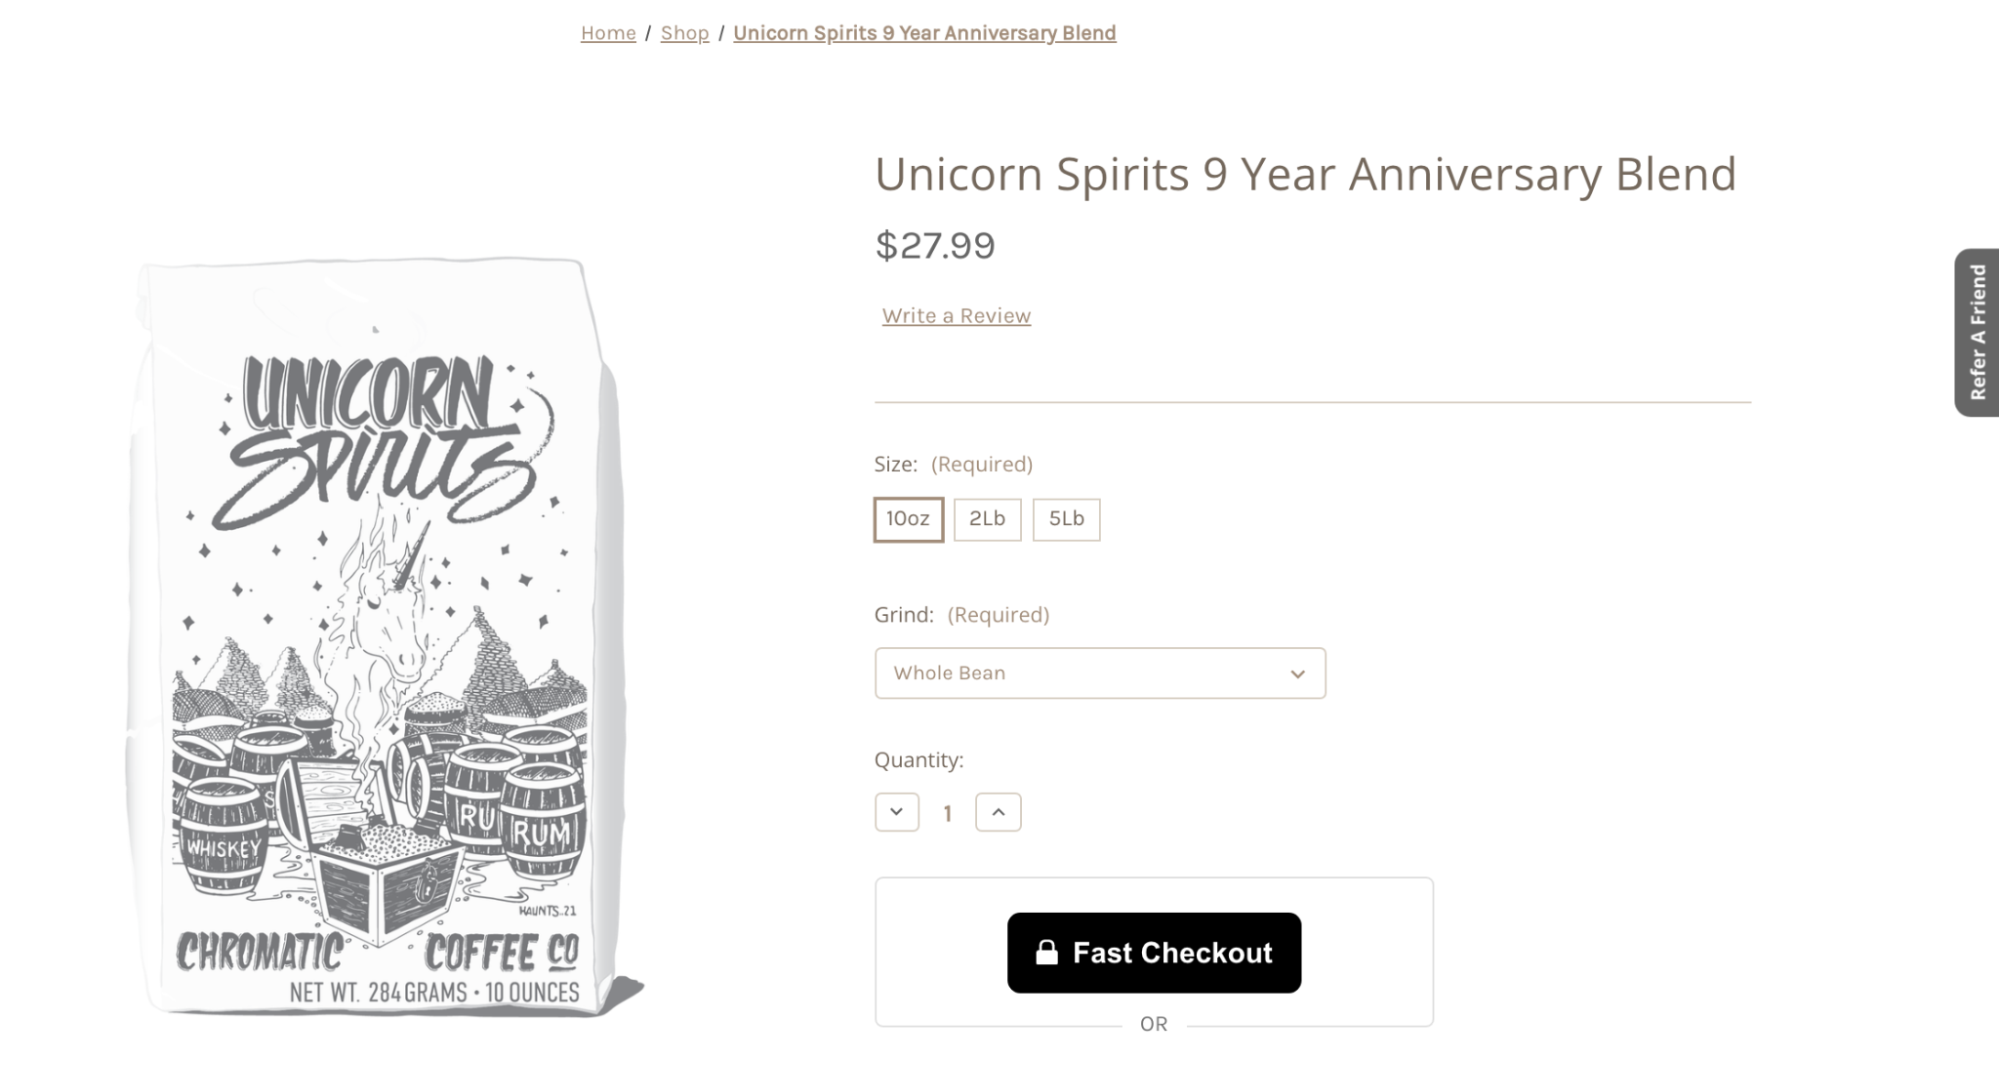 Home / Shop / Unicorn Spirits 9 Year Anniversary Blend
Unicorn Spirits 9 Year Anniversary Blend
$27.99
Write a Review
Refer A Friend
Size: (Required)
10oz 2Lb 5Lb
Grind: (Required)
Whole Bean
Quantity:
1
Fast Checkout
OR
UNICORN
Spirits
S
WHISKEY
RU
RUM
HAUNTS..21
CHROMATIC COFFEE CO
NET WT. 284 GRAMS • 10 OUNCES